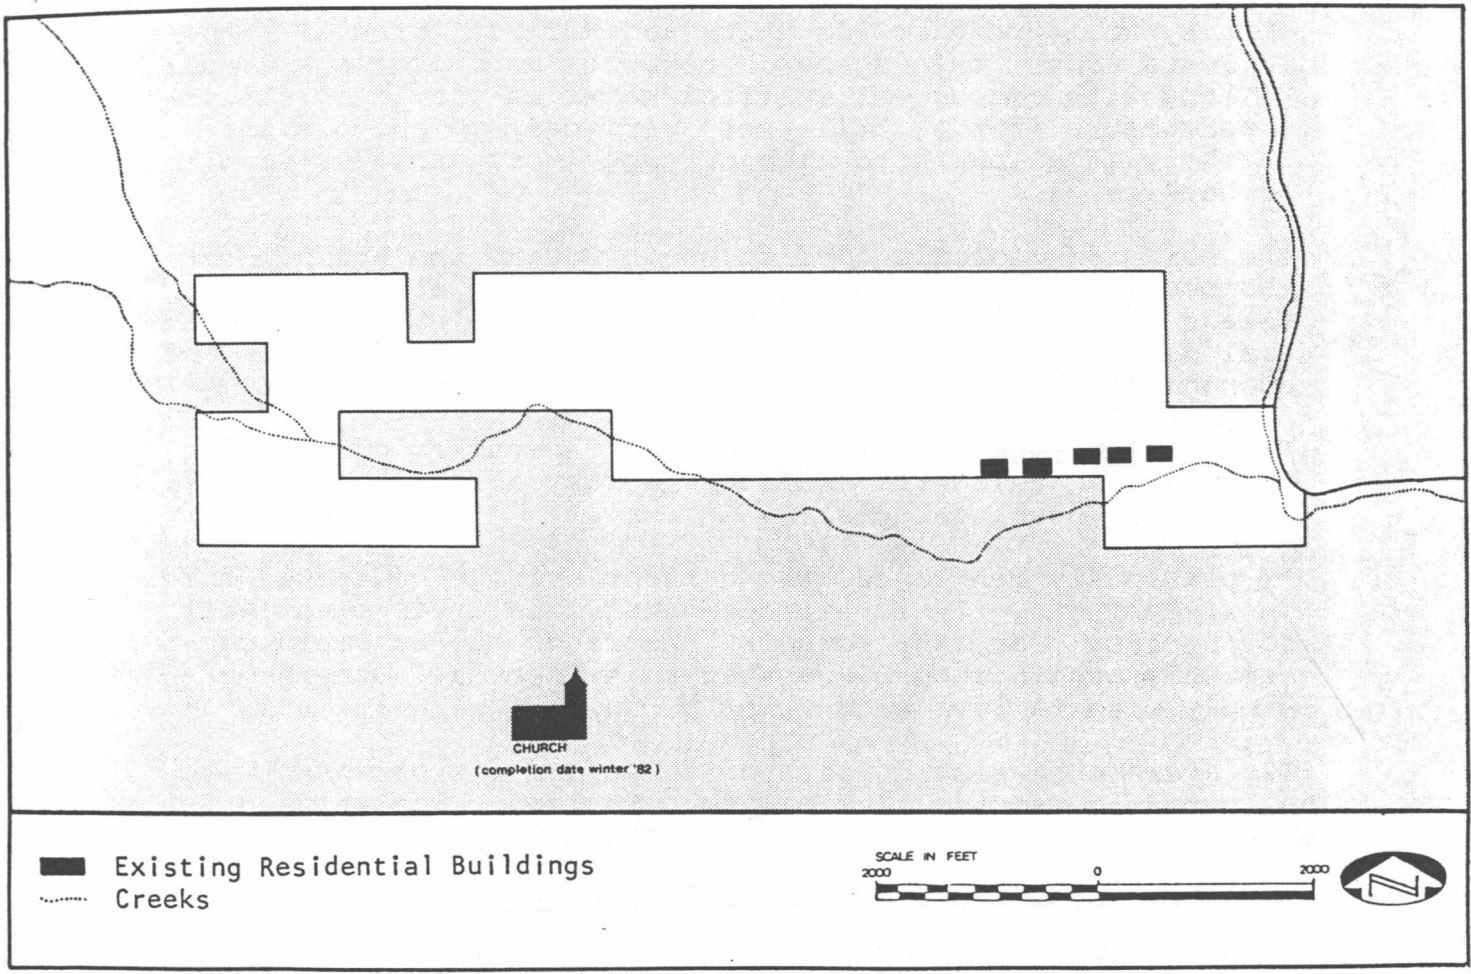 CHURCH
(completion date winter '82)
Existing Residential Buildings
Creeks
SCALE IN FEET
2000 0 2000
N